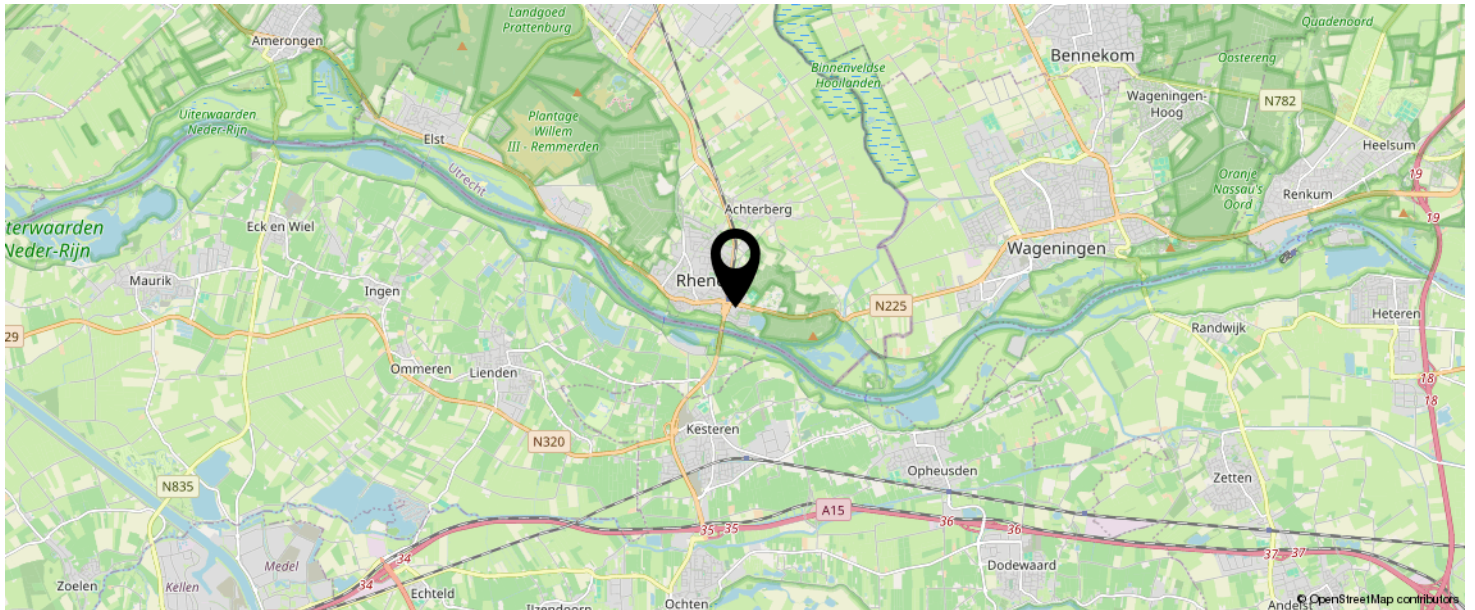 Landgoed
Prattenburg
Quadenoord
Amerongen
Bennekom
Oostereng
Binnenveldse
Hooilanden
Wageningen-
Hoog
N782
Uiterwaarden
Neder-Rijn
Plantage
Willem
III - Remmerden
Elst
Heelsum
Utrecht
Oranje
Nassau's
Oord
19
Renkum
Achterberg
19
Eck en Wiel
iterwaarden
Neder-Rijn
Wageningen
Maurik
Rhen
Ingen
N225
Heteren
29
Randwijk
Ommeren
Lienden
18
18
Kesteren
N320
Opheusden
Zetten
N835
A15
35
35
36
36
34
37
37
Medel
Dodewaard
34
Zoelen
Kellen
Echteld
Ochten
IJzendoorn
Andelst
© OpenStreetMap contributors